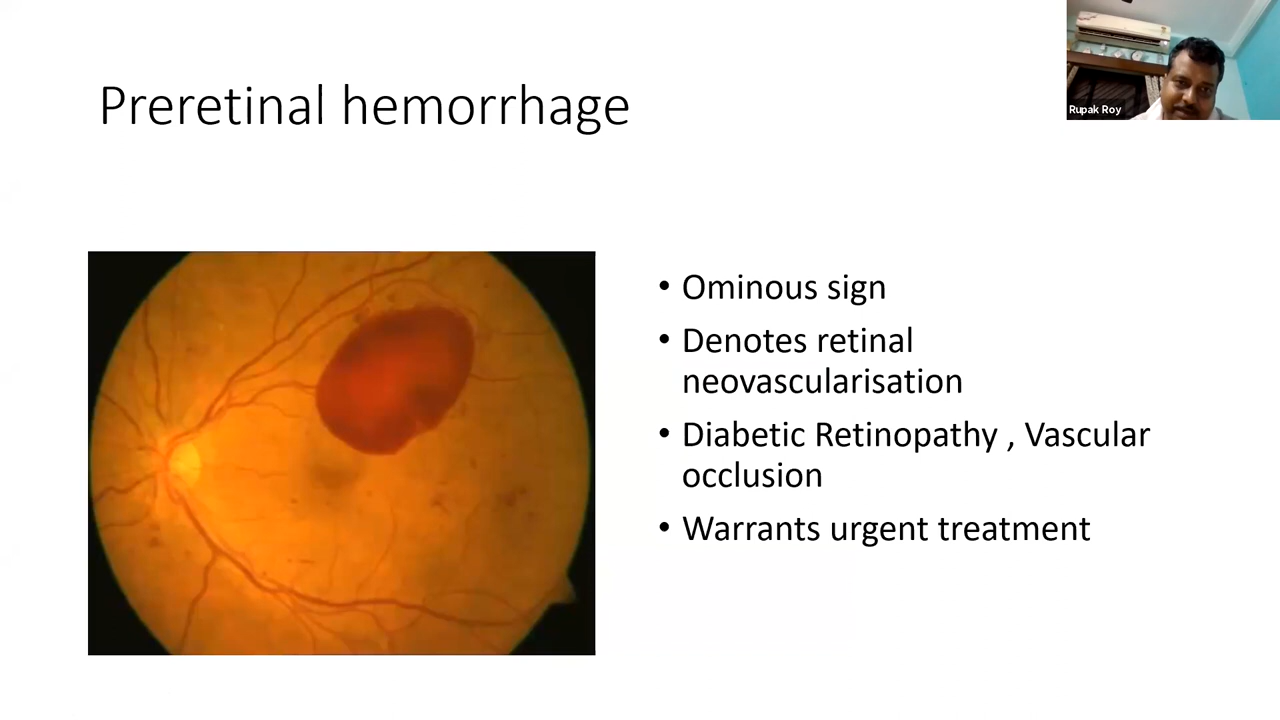 Preretinal hemorrhage
Rupak Roy
• Ominous sign
• Denotes retinal
neovascularisation
• Diabetic Retinopathy , Vascular
occlusion
• Warrants urgent treatment